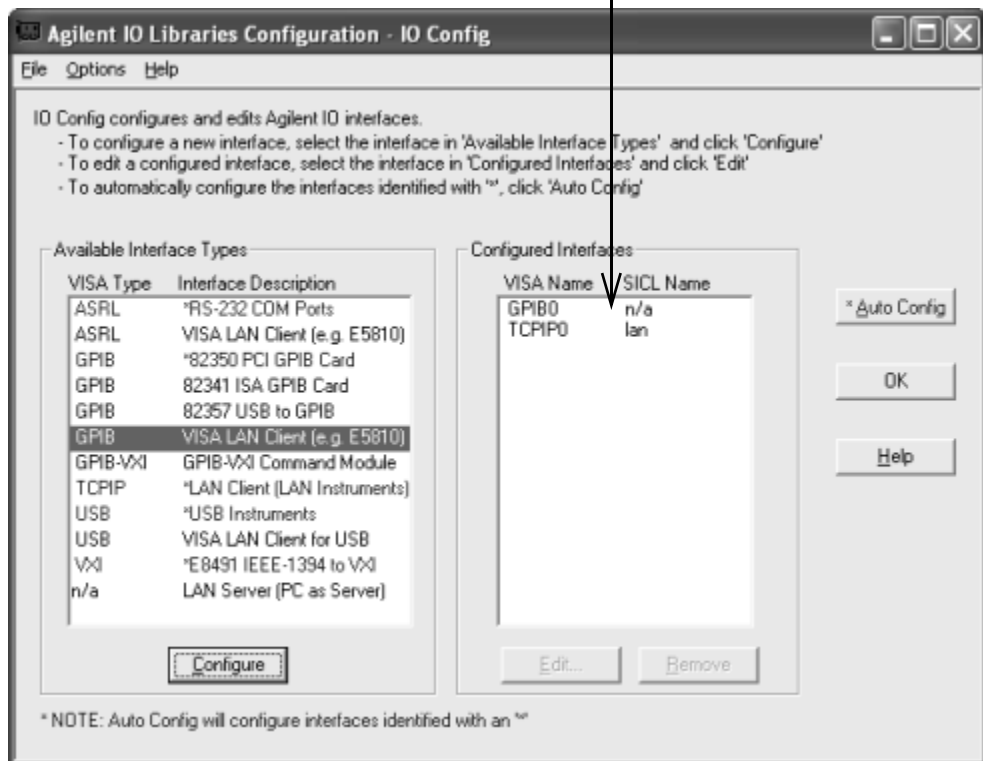 Agilent IO Libraries Configuration - IO Config
File Options Help
IO Config configures and edits Agilent IO interfaces.
- To configure a new interface, select the interface in 'Available Interface Types' and click 'Configure'
- To edit a configured interface, select the interface in 'Configured Interfaces' and click 'Edit'
- To automatically configure the interfaces identified with '*', click 'Auto Config'
Available Interface Types
VISA Type Interface Description
ASRL *RS-232 COM Ports
ASRL VISA LAN Client (e.g. E5810)
GPIB *82350 PCI GPIB Card
GPIB 82341 ISA GPIB Card
GPIB 82357 USB to GPIB
GPIB VISA LAN Client (e.g. E5810)
GPIB-VXI GPIB-VXI Command Module
TCPIP *LAN Client (LAN Instruments)
USB *USB Instruments
USB VISA LAN Client for USB
VXI *E8491 IEEE-1394 to VXI
n/a LAN Server (PC as Server)
Configure
Configured Interfaces
VISA Name SICL Name
GPIB0 n/a
TCPIP0 lan
Edit... Remove
* Auto Config
OK
Help
* NOTE: Auto Config will configure interfaces identified with an '*'